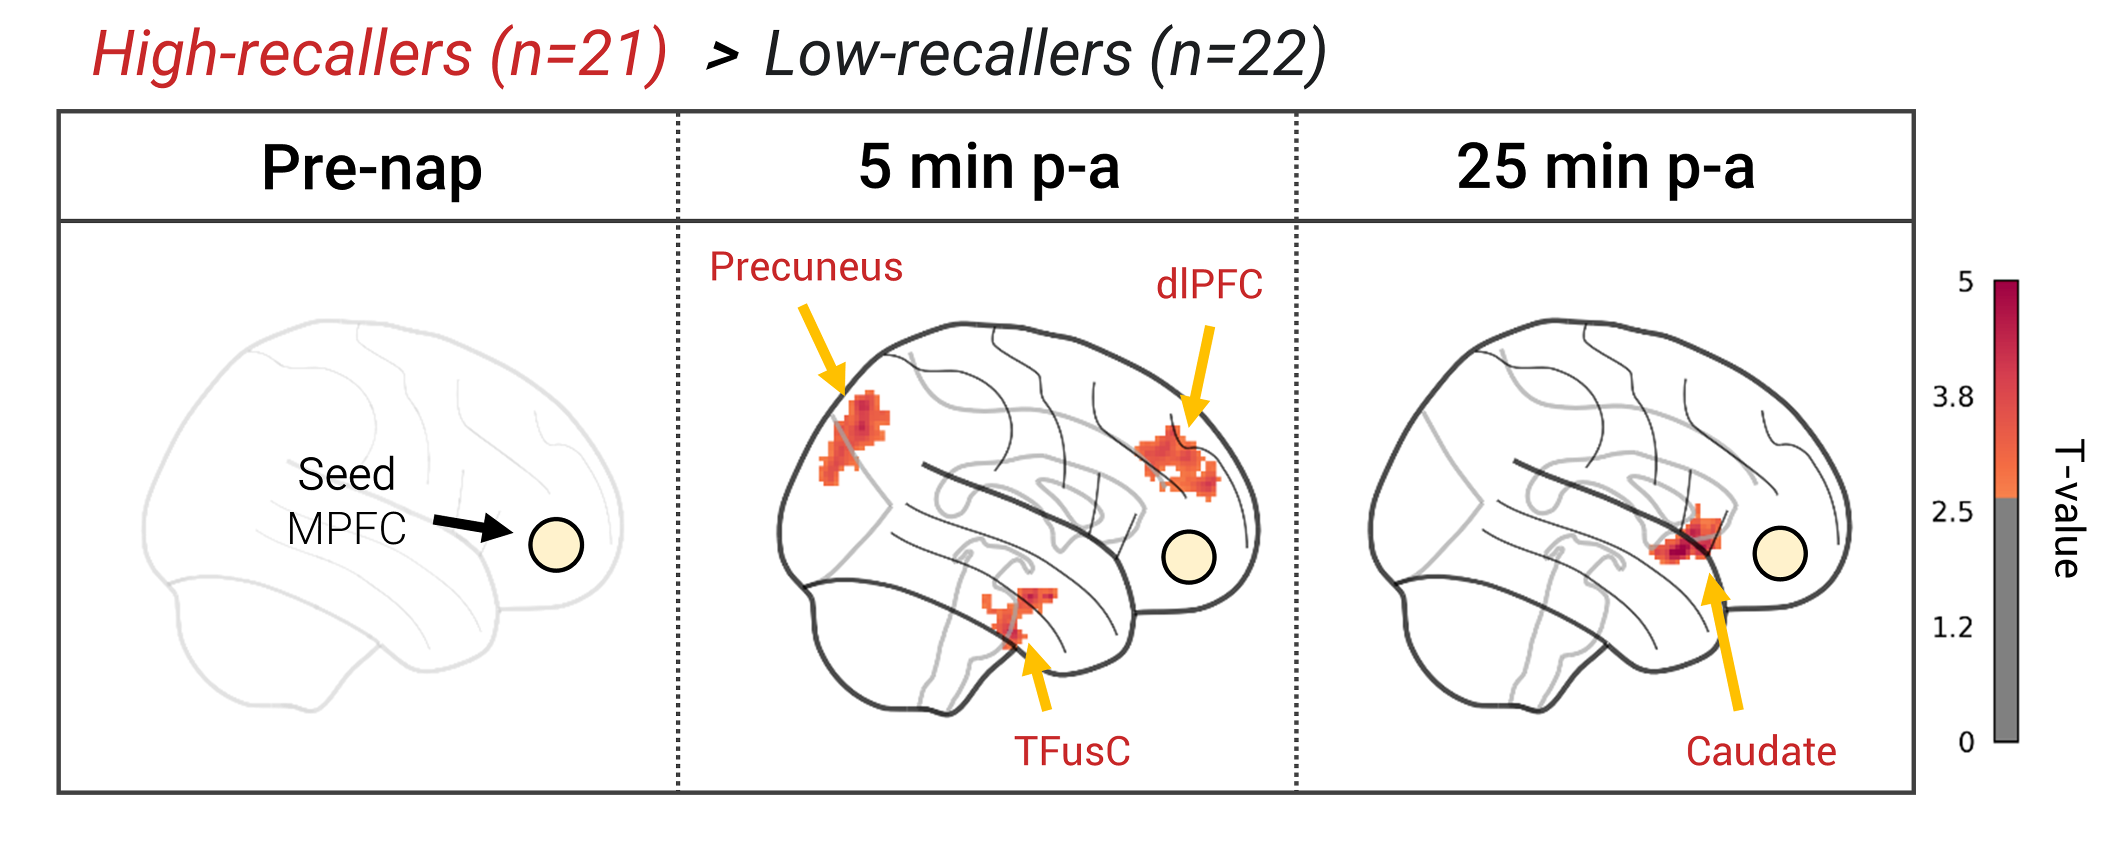 High-recallers (n=21) > Low-recallers (n=22)
Pre-nap
5 min p-a
25 min p-a
Seed
MPFC
Precuneus
dlPFC
TFusC
Caudate
5
3.8
2.5
1.2
0
T-value